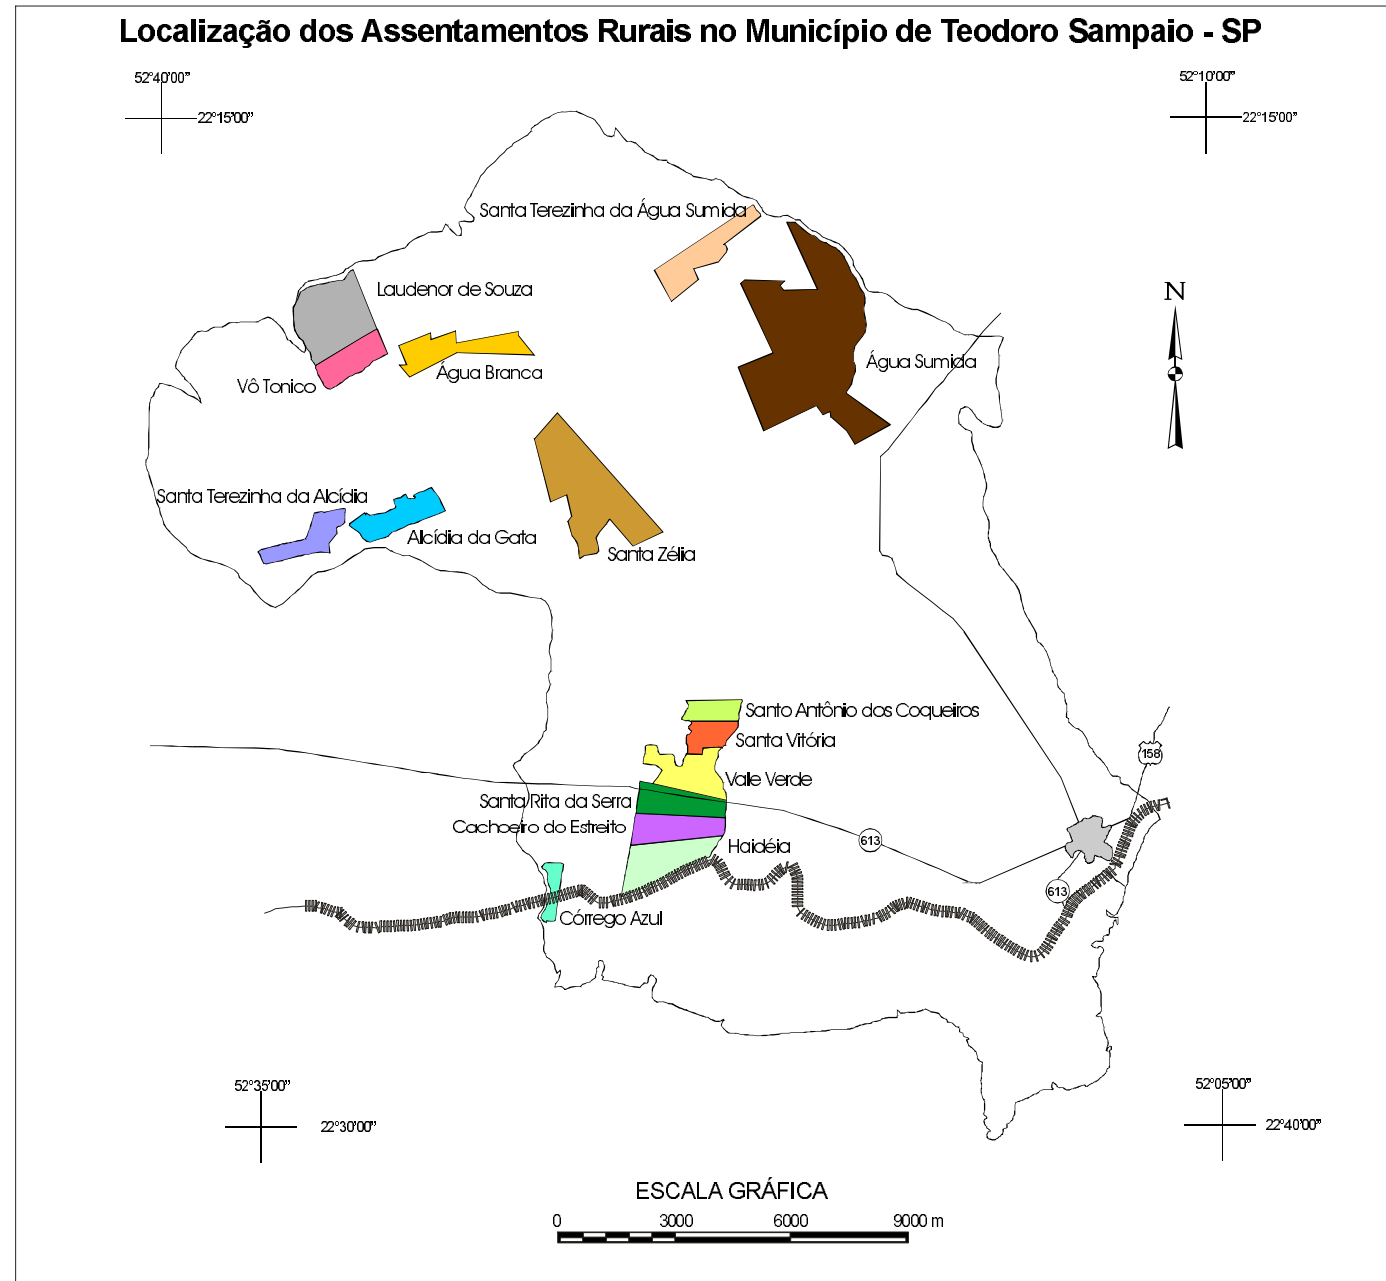 Localização dos Assentamentos Rurais no Município de Teodoro Sampaio - SP
52°40'00"
22°15'00"
52°10'00"
22°15'00"
Santa Terezinha da Água Sumida
Laudenor de Souza
N
Água Sumida
Água Branca
Vô Tonico
Santa Terezinha da Alcídia
Alcídia da Gata
Santa Zélia
Santo Antônio dos Coqueiros
Santa Vitória
158
Valle Verde
Santa Rita da Serra
Cachoeiro do Estreito
613
Haidéia
613
Córrego Azul
52°35'00"
22°30'00"
52°05'00"
22°40'00"
ESCALA GRÁFICA
0 3000 6000 9000 m